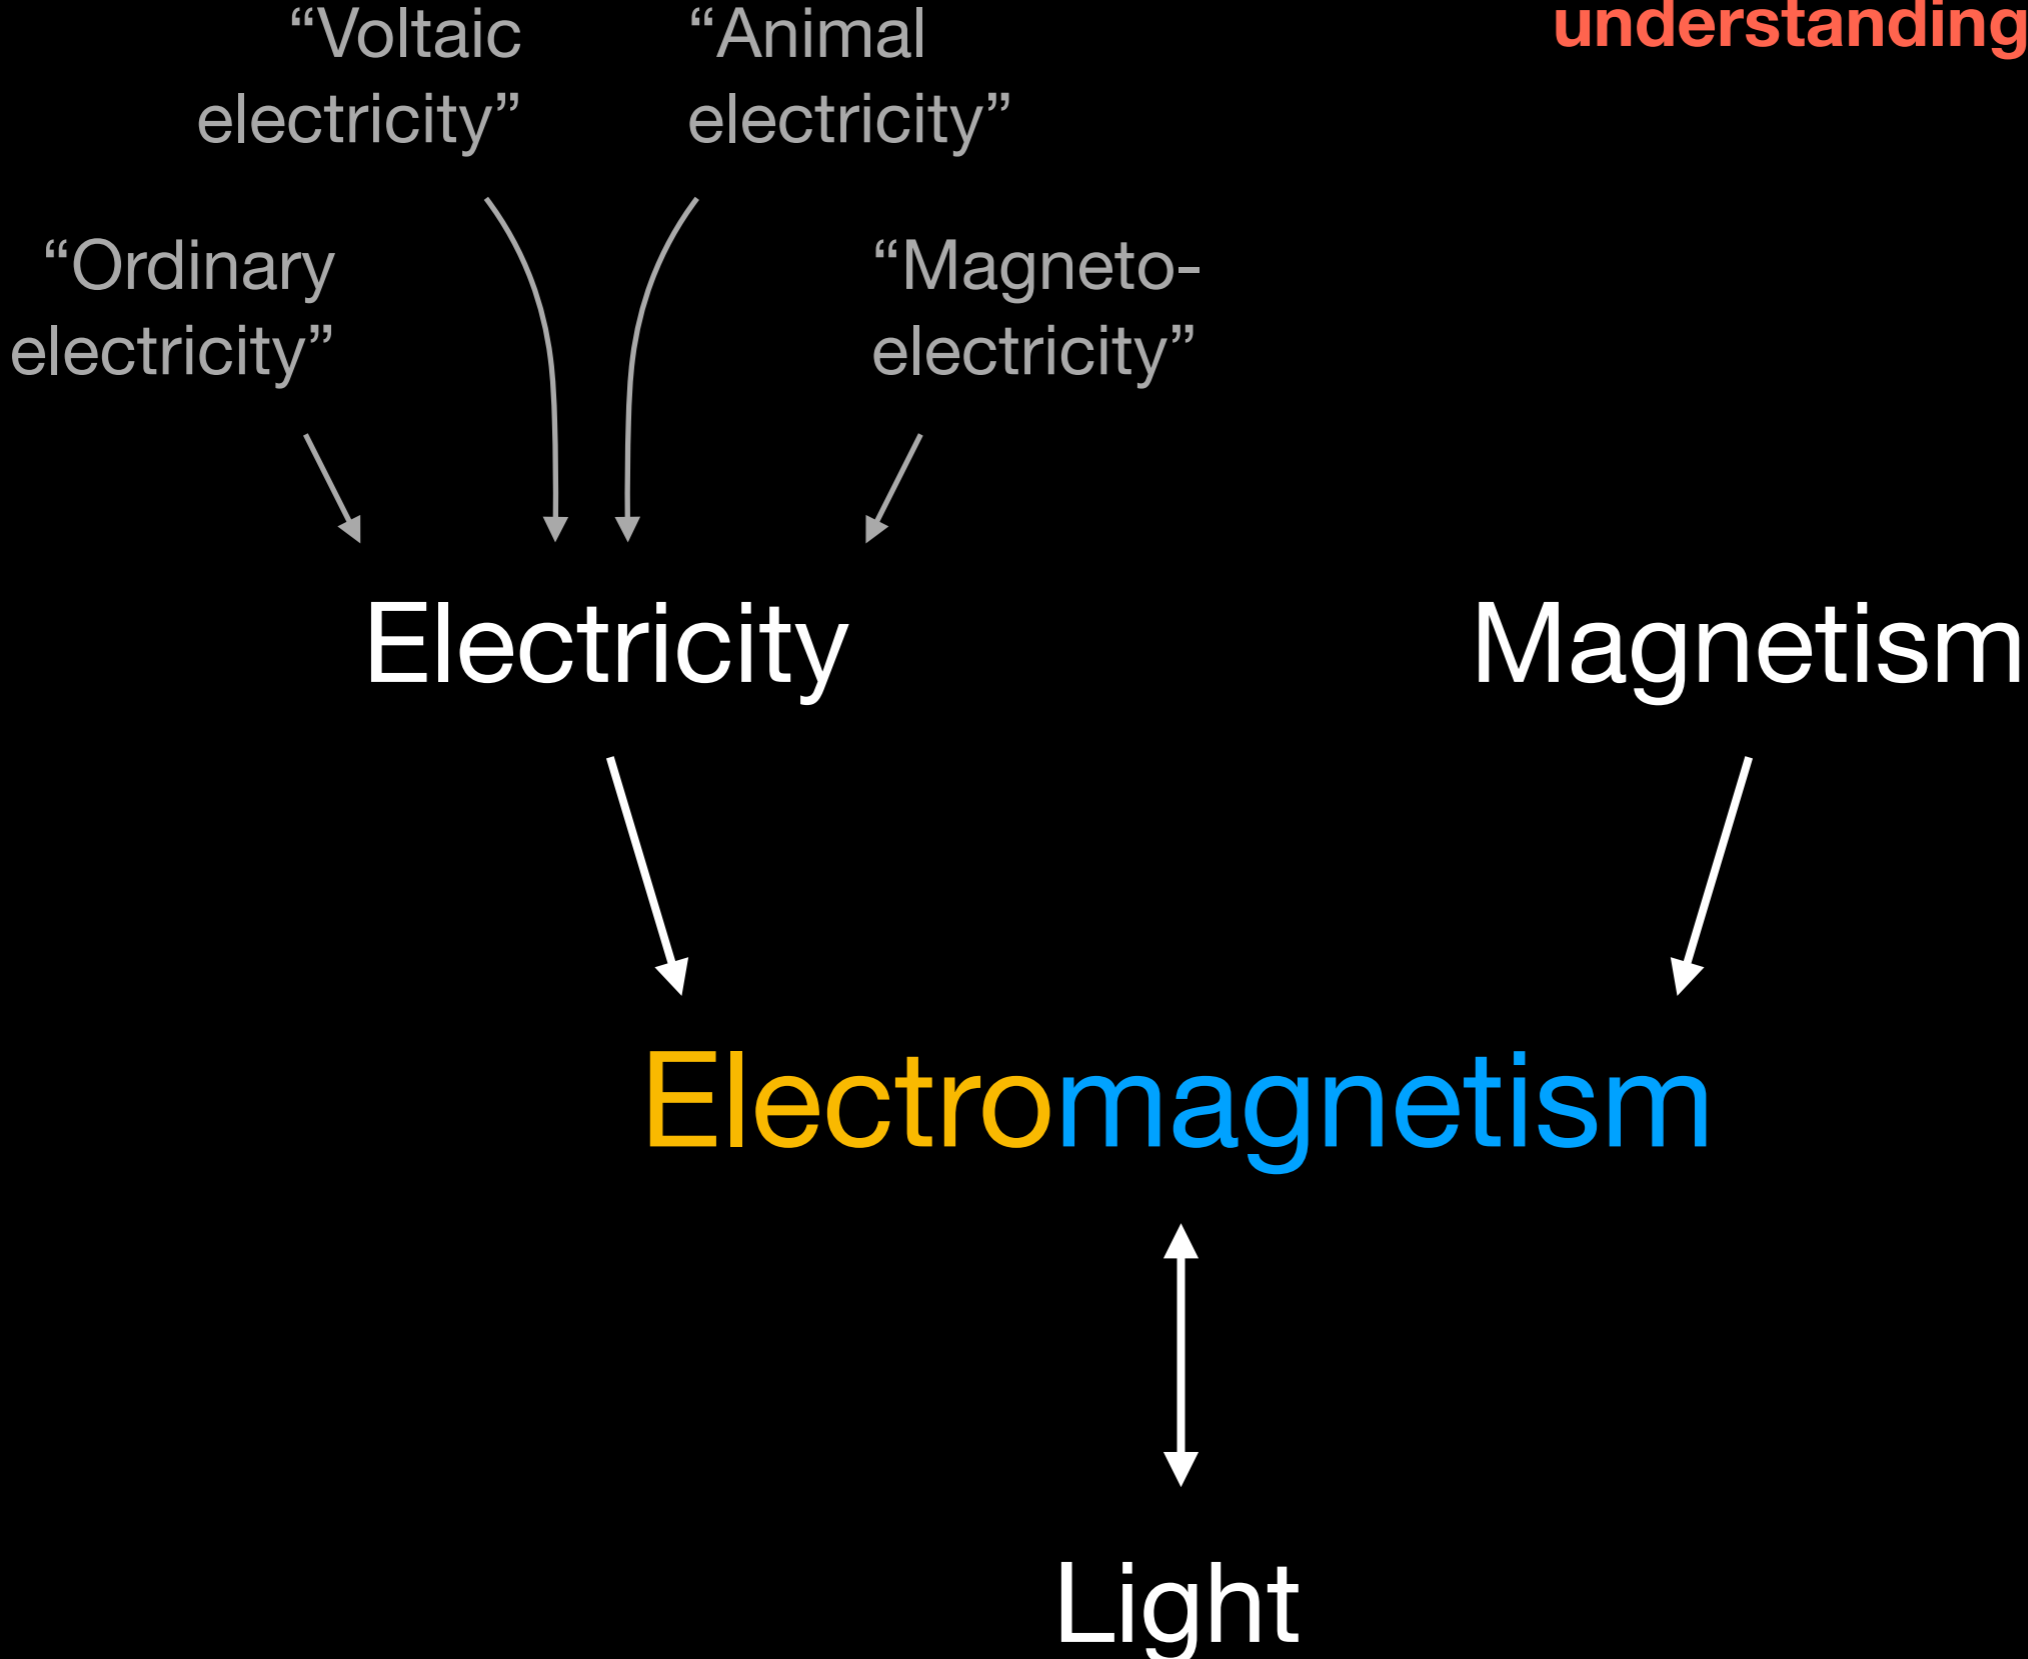 “Voltaic
electricity”
“Animal
electricity”
understanding
“Ordinary
electricity”
“Magneto-
electricity”
Electricity
Magnetism
Electromagnetism
Light